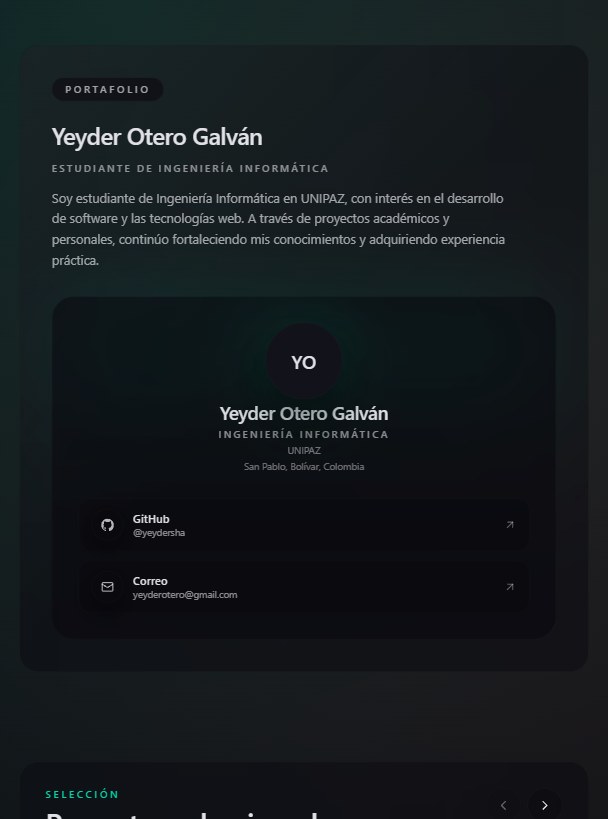 PORTAFOLIO
Yeyder Otero Galván
ESTUDIANTE DE INGENIERÍA INFORMÁTICA
Soy estudiante de Ingeniería Informática en UNIPAZ, con interés en el desarrollo
de software y las tecnologías web. A través de proyectos académicos y
personales, continúo fortaleciendo mis conocimientos y adquiriendo experiencia
práctica.
YO
Yeyder Otero Galván
INGENIERÍA INFORMÁTICA
UNIPAZ
San Pablo, Bolívar, Colombia
GitHub
@yeydersha
Correo
yeyderotero@gmail.com
SELECCIÓN